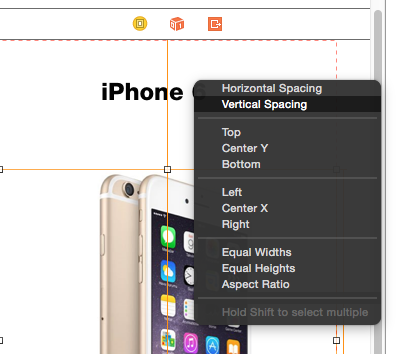 iPhone 6
Horizontal Spacing
Vertical Spacing
Top
Center Y
Bottom
Left
Center X
Right
Equal Widths
Equal Heights
Aspect Ratio
Hold Shift to select multiple